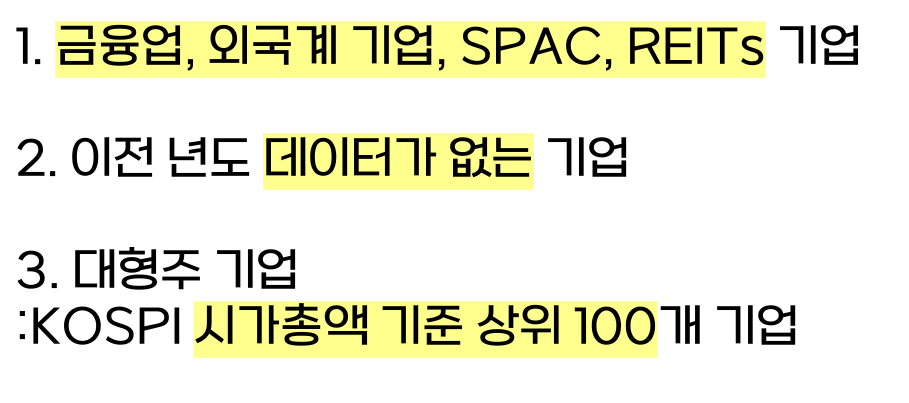 1. 금융업, 외국계 기업, SPAC, REITs 기업
2. 이전 년도 데이터가 없는 기업
3. 대형주 기업
:KOSPI 시가총액 기준 상위 100개 기업